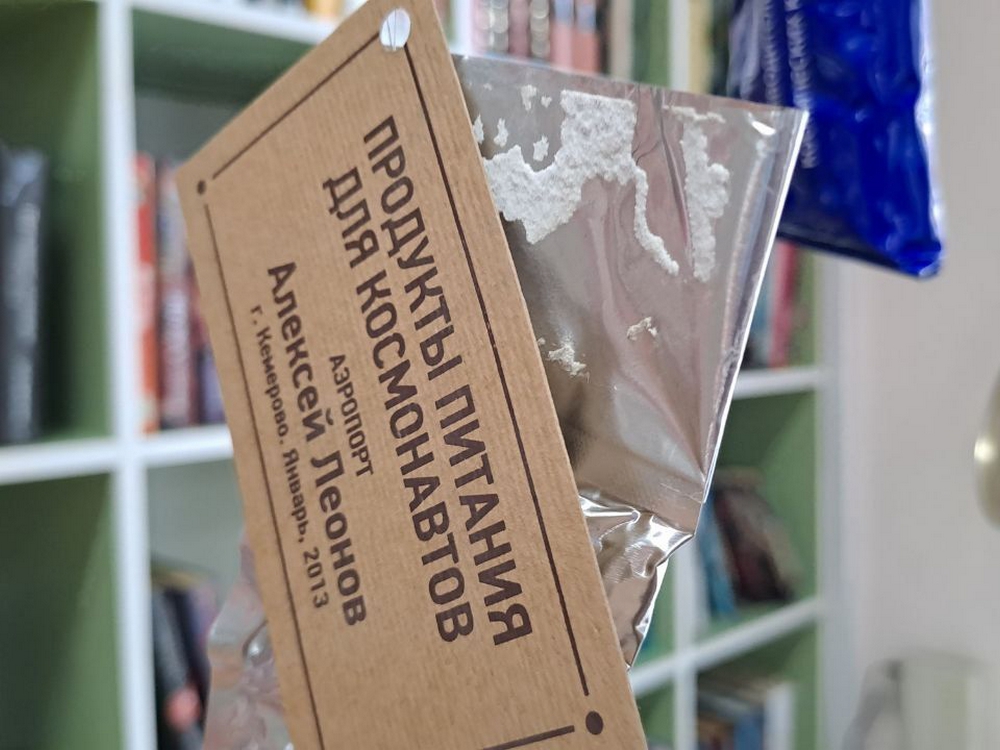 ПРОДУКТЫ ПИТАНИЯ
ДЛЯ КОСМОНАВТОВ
АЭРОПОРТ
Алексей Леонов
г. Кемерово. Январь, 2013